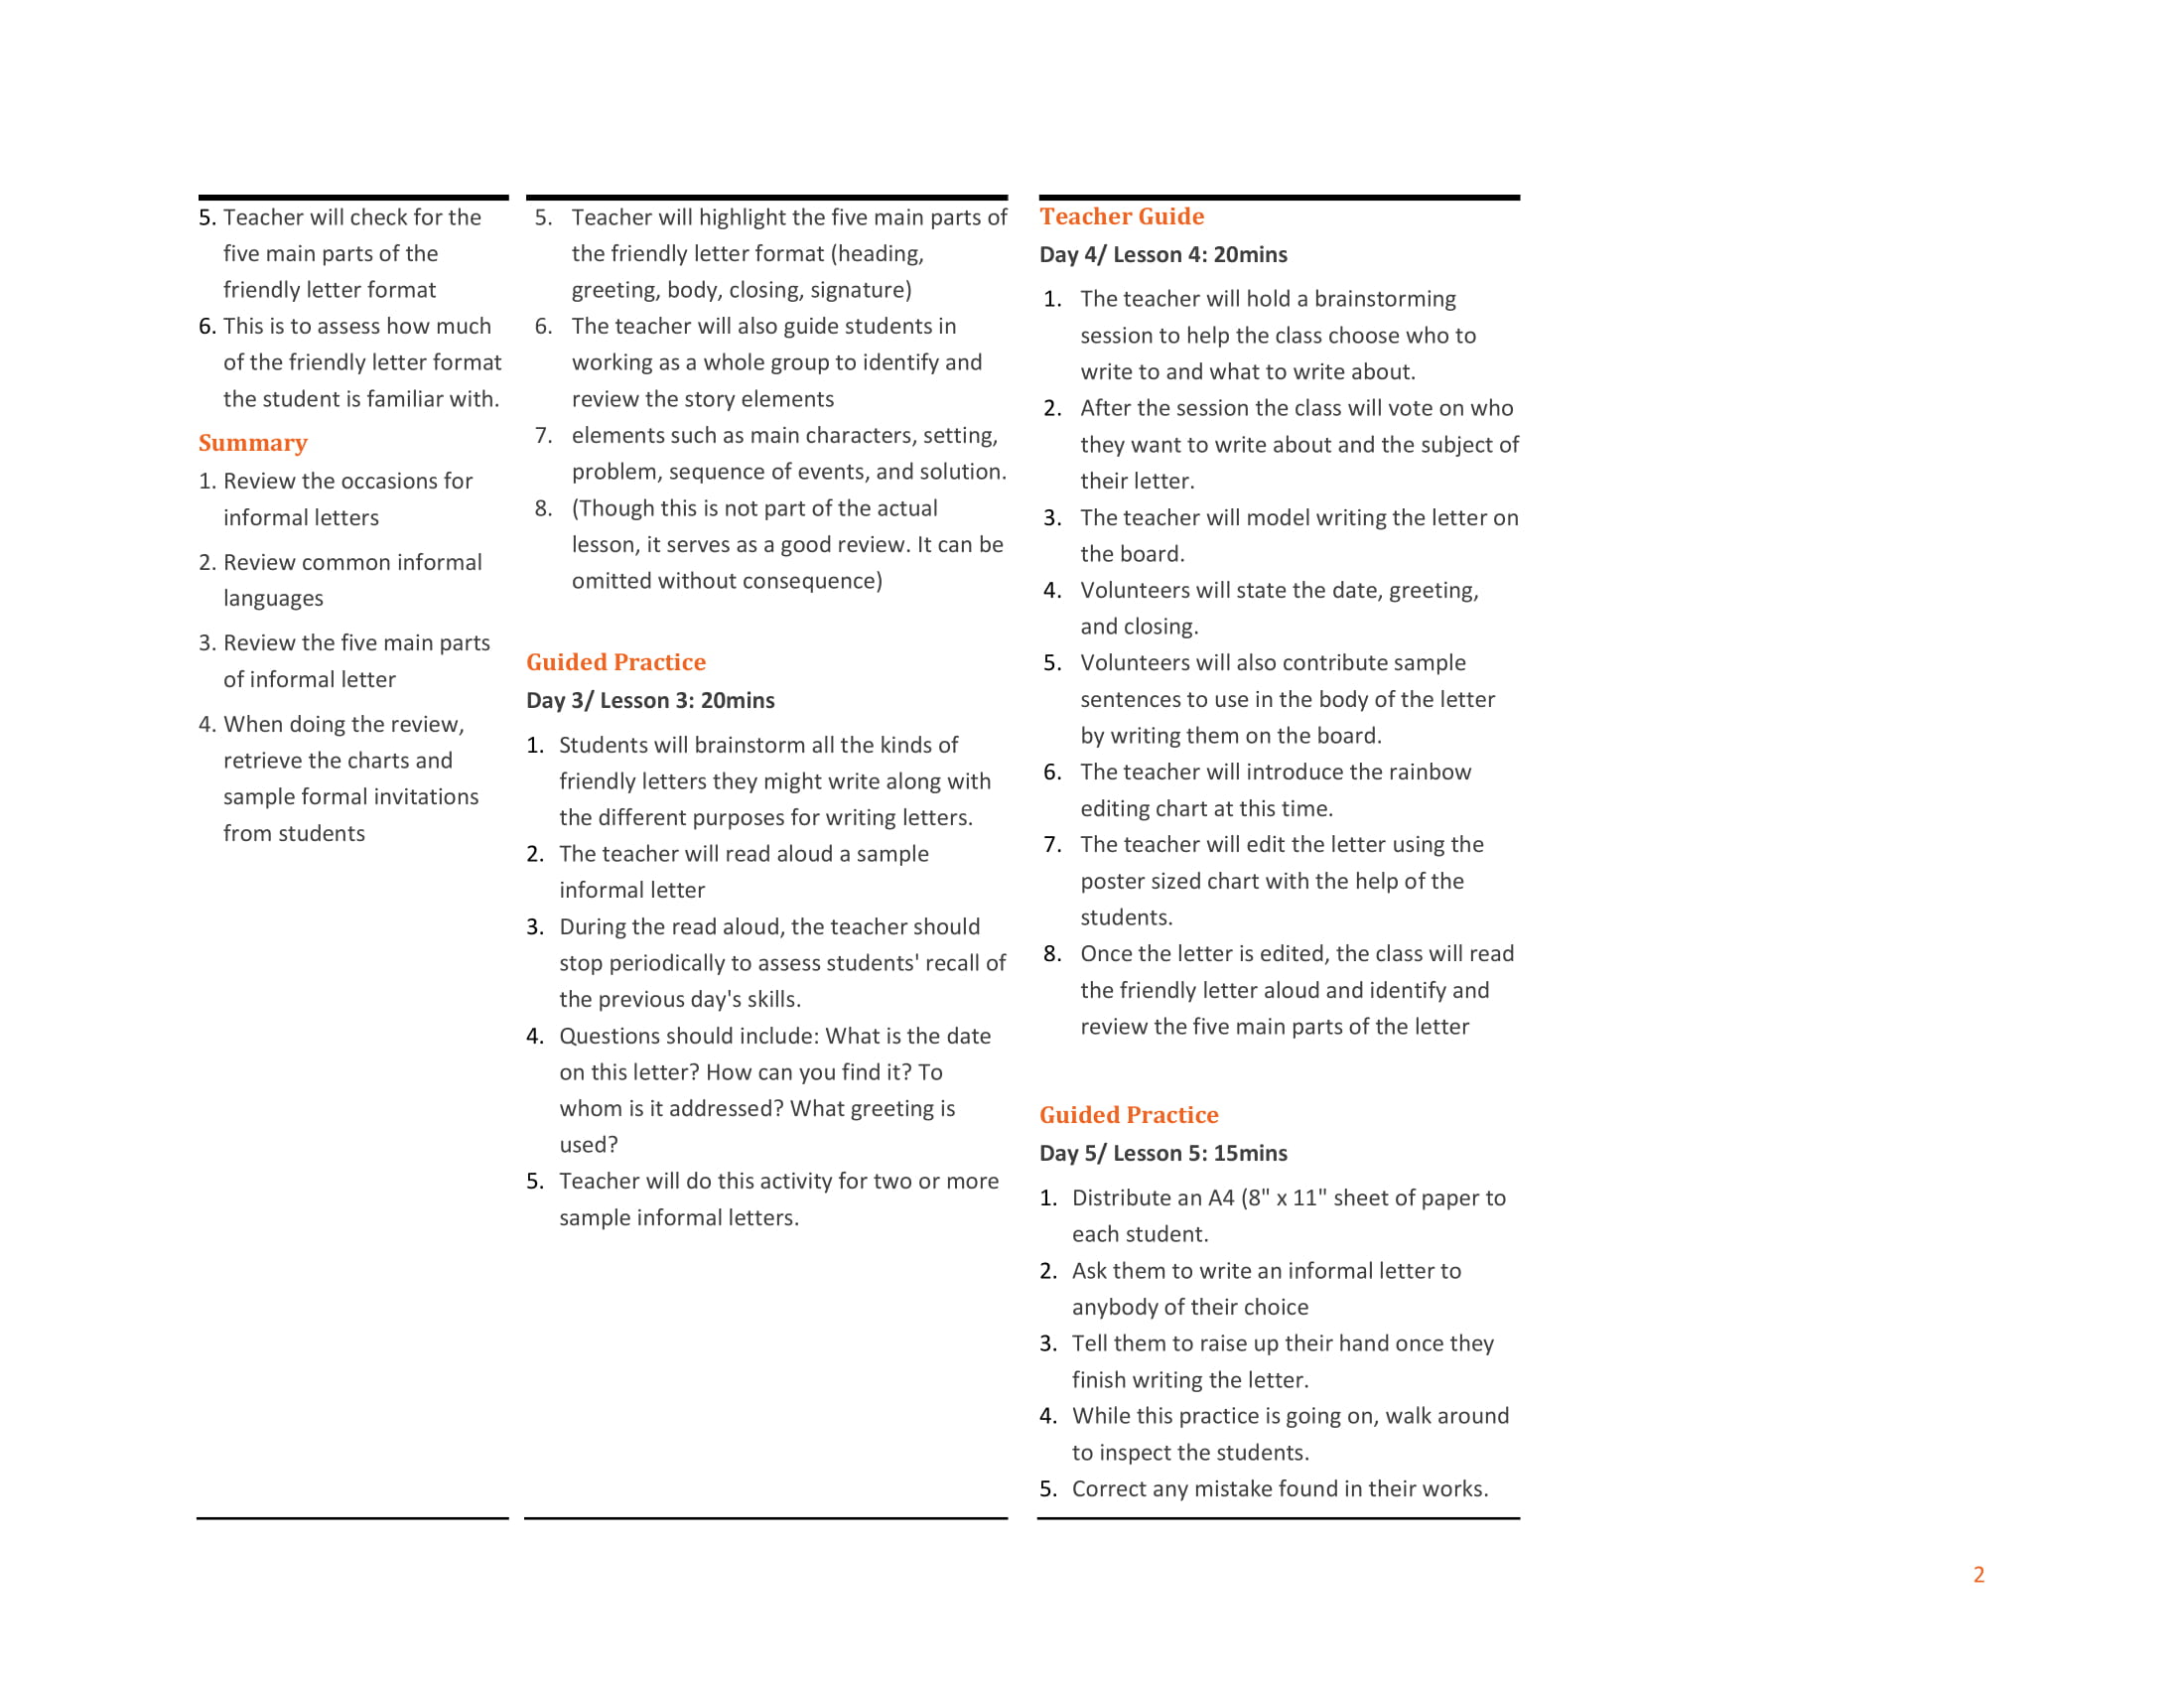 5. Teacher will check for the
five main parts of the
friendly letter format
6. This is to assess how much
of the friendly letter format
the student is familiar with.
Summary
1. Review the occasions for
informal letters
2. Review common informal
languages
3. Review the five main parts
of informal letter
4. When doing the review,
retrieve the charts and
sample formal invitations
from students
5. Teacher will highlight the five main parts of
the friendly letter format (heading,
greeting, body, closing, signature)
6. The teacher will also guide students in
working as a whole group to identify and
review the story elements
7. elements such as main characters, setting,
problem, sequence of events, and solution.
8. (Though this is not part of the actual
lesson, it serves as a good review. It can be
omitted without consequence)
Guided Practice
Day 3/ Lesson 3: 20mins
1. Students will brainstorm all the kinds of
friendly letters they might write along with
the different purposes for writing letters.
2. The teacher will read aloud a sample
informal letter
3. During the read aloud, the teacher should
stop periodically to assess students' recall of
the previous day's skills.
4. Questions should include: What is the date
on this letter? How can you find it? To
whom is it addressed? What greeting is
used?
5. Teacher will do this activity for two or more
sample informal letters.
Teacher Guide
Day 4/ Lesson 4: 20mins
1. The teacher will hold a brainstorming
session to help the class choose who to
write to and what to write about.
2. After the session the class will vote on who
they want to write about and the subject of
their letter.
3. The teacher will model writing the letter on
the board.
4. Volunteers will state the date, greeting,
and closing.
5. Volunteers will also contribute sample
sentences to use in the body of the letter
by writing them on the board.
6. The teacher will introduce the rainbow
editing chart at this time.
7. The teacher will edit the letter using the
poster sized chart with the help of the
students.
8. Once the letter is edited, the class will read
the friendly letter aloud and identify and
review the five main parts of the letter
Guided Practice
Day 5/ Lesson 5: 15mins
1. Distribute an A4 (8" x 11" sheet of paper to
each student.
2. Ask them to write an informal letter to
anybody of their choice
3. Tell them to raise up their hand once they
finish writing the letter.
4. While this practice is going on, walk around
to inspect the students.
5. Correct any mistake found in their works.
2